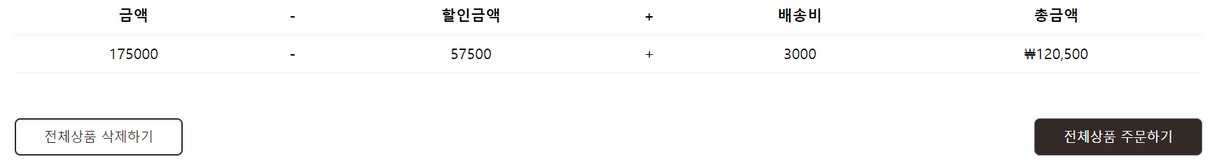 금액 - 할인금액 + 배송비 총금액
175000 - 57500 + 3000 ₩120,500
전체상품 삭제하기 전체상품 주문하기